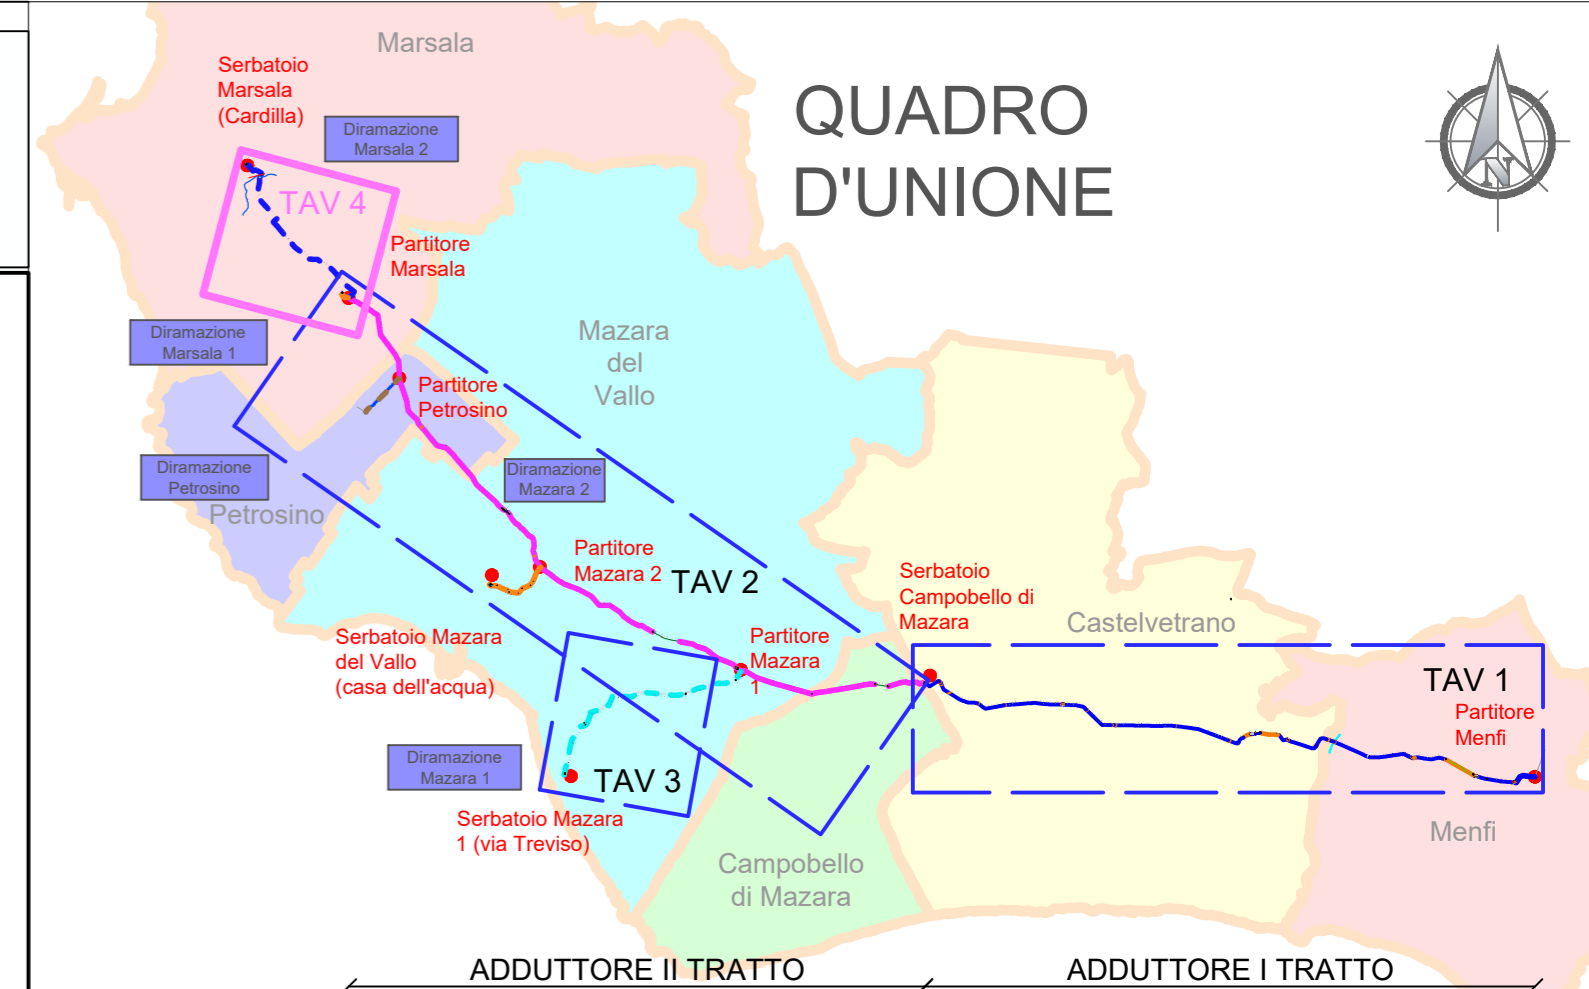 Marsala
Serbatoio
Marsala
(Cardilla)
Diramazione
Marsala 2
QUADRO
D'UNIONE
N
TAV 4
Partitore
Marsala
Diramazione
Marsala 1
Mazara
del
Vallo
Partitore
Petrosino
Diramazione
Petrosino
Diramazione
Mazara 2
Petrosino
Partitore
Mazara 2
TAV 2
Serbatoio
Campobello di
Mazara
Castelvetrano
Serbatoio Mazara
del Vallo
(casa dell'acqua)
Partitore
Mazara
1
TAV 1
Partitore
Menfi
Diramazione
Mazara 1
TAV 3
Serbatoio Mazara
1 (via Treviso)
Menfi
Campobello
di Mazara
ADDUTTORE II TRATTO
ADDUTTORE I TRATTO